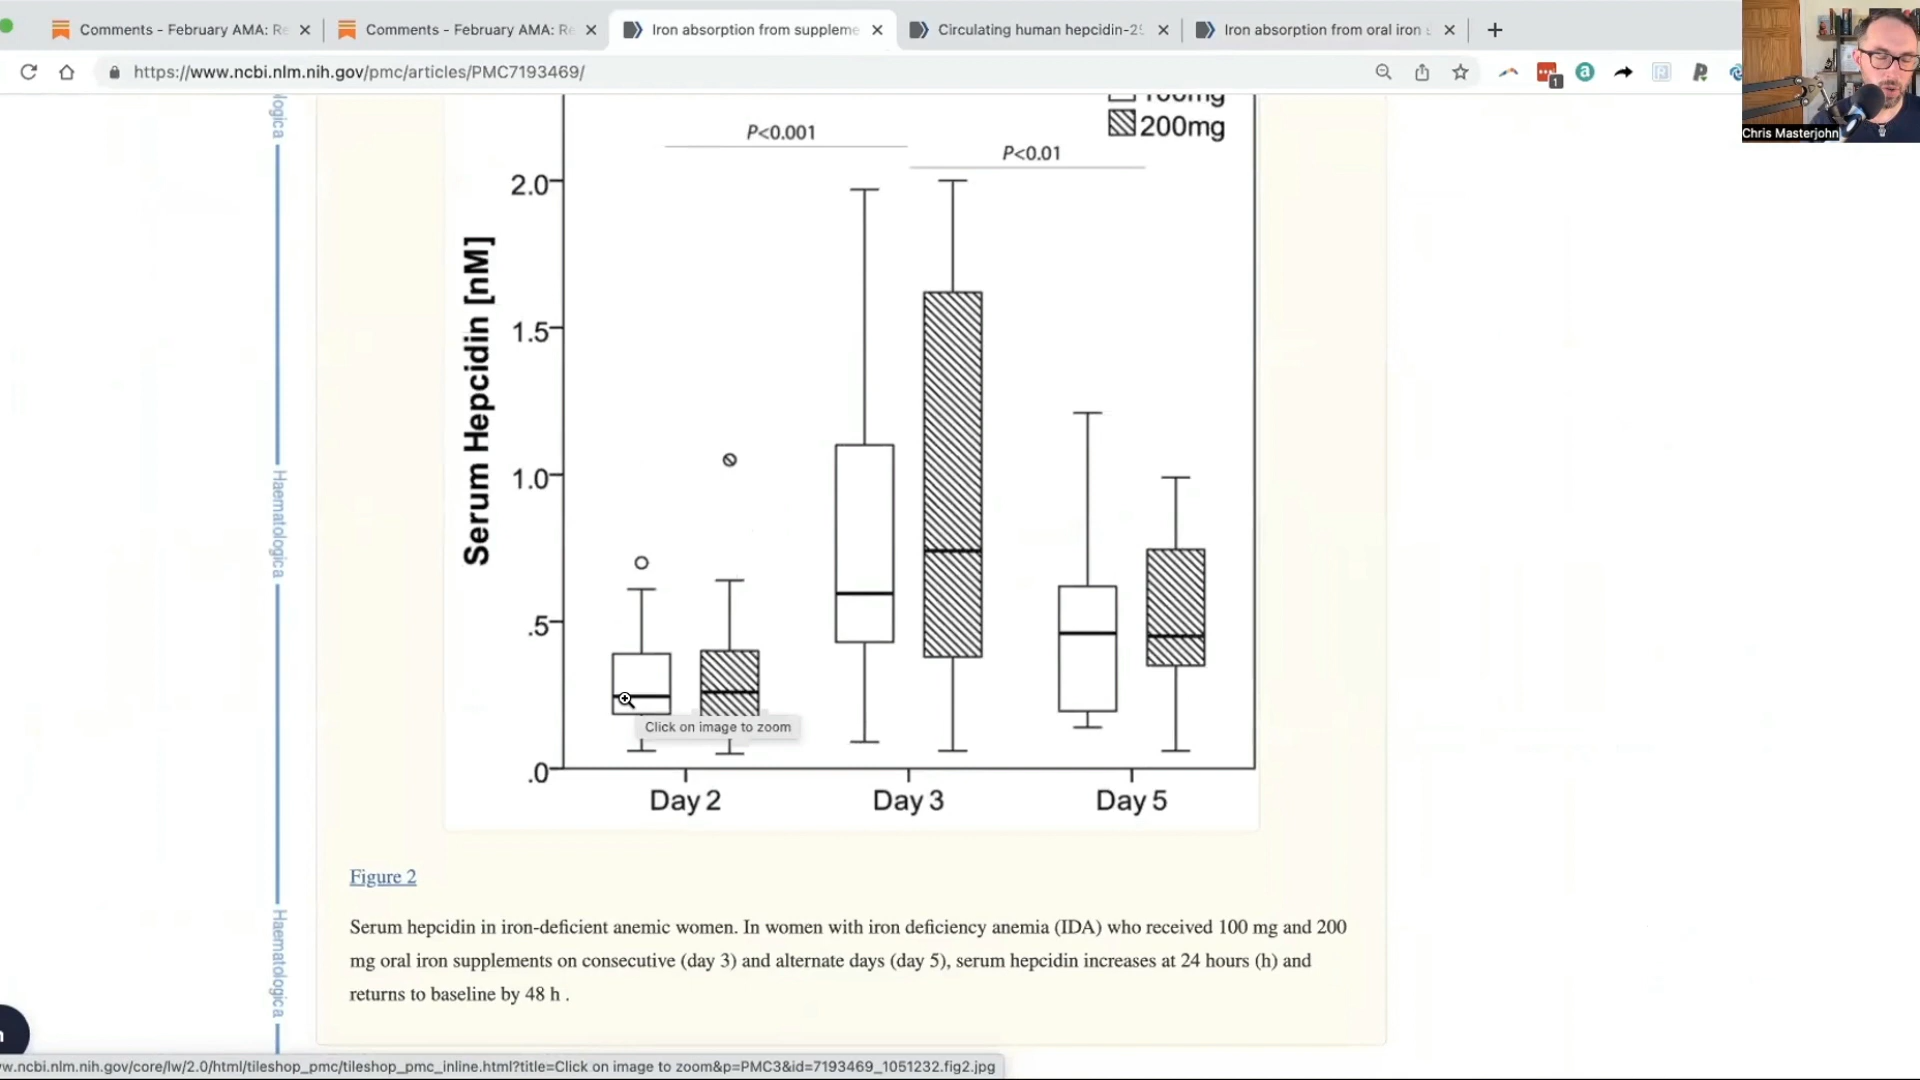 Comments - February AMA: Re
Comments - February AMA: Re
Iron absorption from suppleme
Circulating human hepcidin-25
Iron absorption from oral iron s
https://www.ncbi.nlm.nih.gov/pmc/articles/PMC7193469/
1
Chris Masterjohn
100mg
200mg
P<0.001
P<0.01
Serum Hepcidin [nM]
2.0
1.5
1.0
.5
.0
Click on image to zoom
Day 2
Day 3
Day 5
Haematologica
Haematologica
Figure 2
Serum hepcidin in iron-deficient anemic women. In women with iron deficiency anemia (IDA) who received 100 mg and 200
mg oral iron supplements on consecutive (day 3) and alternate days (day 5), serum hepcidin increases at 24 hours (h) and
returns to baseline by 48 h .
w.ncbi.nlm.nih.gov/core/lw/2.0/html/tileshop_pmc/tileshop_pmc_inline.html?title=Click on image to zoom&p=PMC3&id=7193469_1051232.fig2.jpg